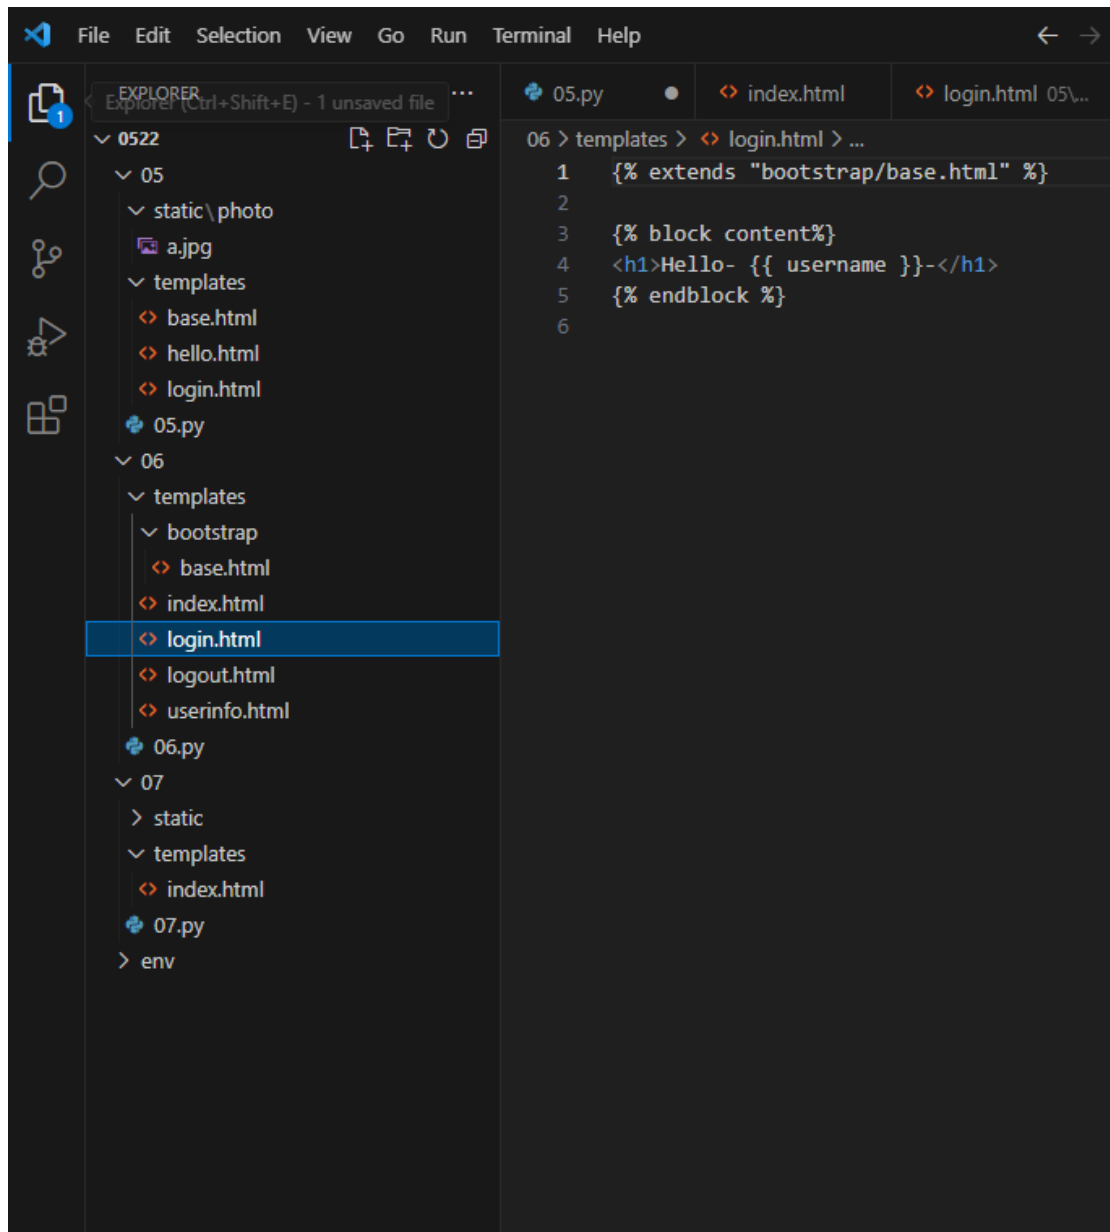 File Edit Selection View Go Run Terminal Help
EXPLORER
Explorer (Ctrl+Shift+E) - 1 unsaved file
1
05.py
index.html
login.html 05\...
0522
06 > templates > login.html > ...
05
static\photo
a.jpg
templates
base.html
hello.html
login.html
05.py
06
templates
bootstrap
base.html
index.html
login.html
logout.html
userinfo.html
06.py
07
static
templates
index.html
07.py
env
1 {% extends "bootstrap/base.html" %}
2
3 {% block content%}
4 <h1>Hello- {{ username }}-</h1>
5 {% endblock %}
6